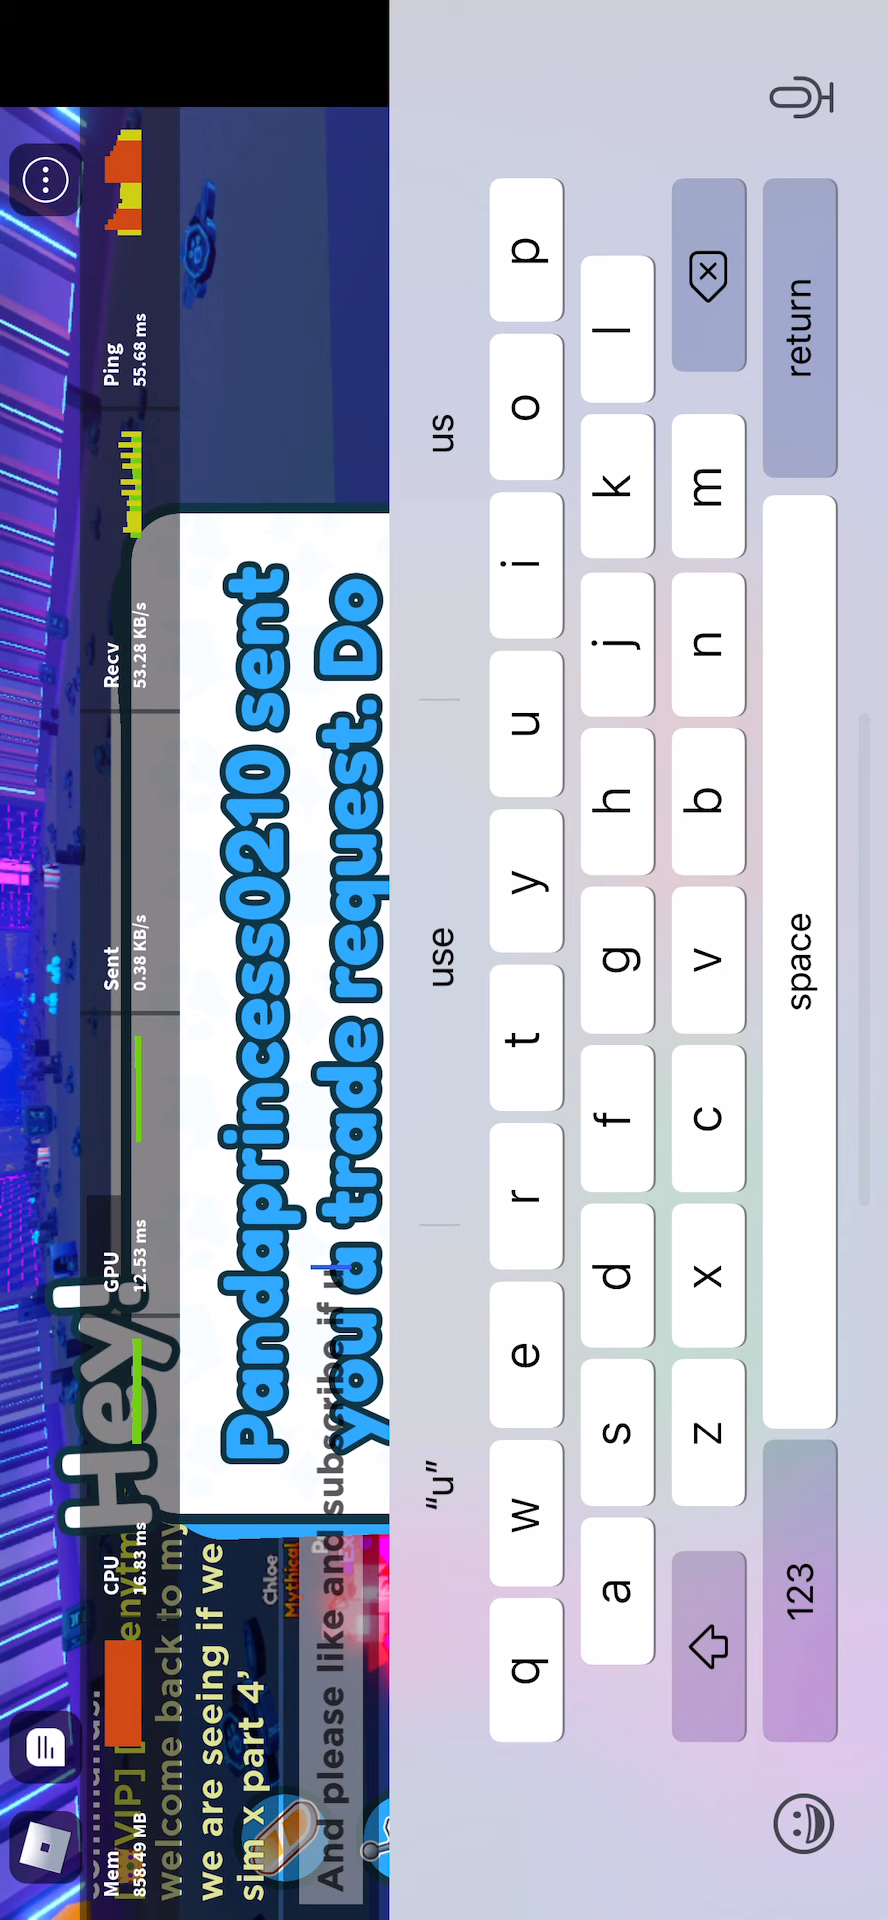 Mem
858.49 MB
CPU
16.83 ms
GPU
12.53 ms
Sent
0.38 KB/s
Recv
53.28 KB/s
Ping
55.68 ms
Hey!
Pandaprincess0210 sent
you a trade request. Do
VIP] [
welcome back to my
we are seeing if we
sim x part 4'
Chloe
Mythical
And please like and subscribe if u
“u”
use
us
q w e r t y u i o p
a s d f g h j k l
z x c v b n m
123
space
return